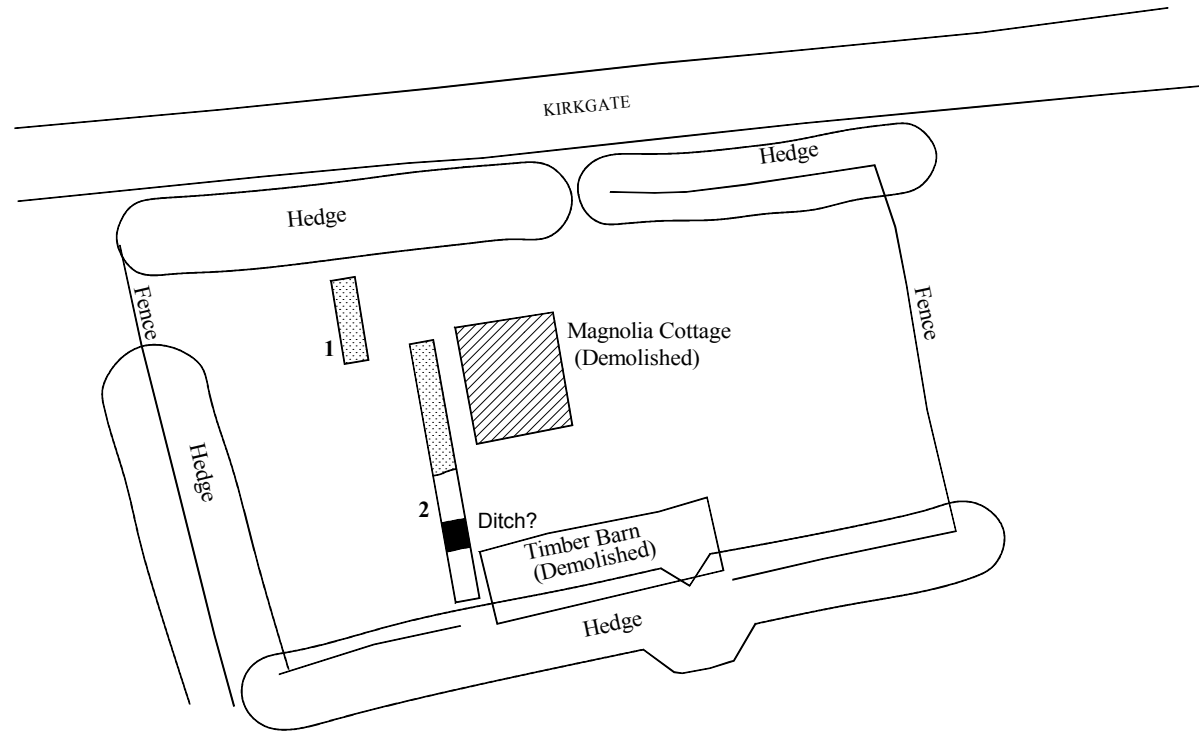 KIRKGATE
Hedge
Hedge
Fence
Fence
1
Magnolia Cottage
(Demolished)
Hedge
2
Ditch?
Timber Barn
(Demolished)
Hedge